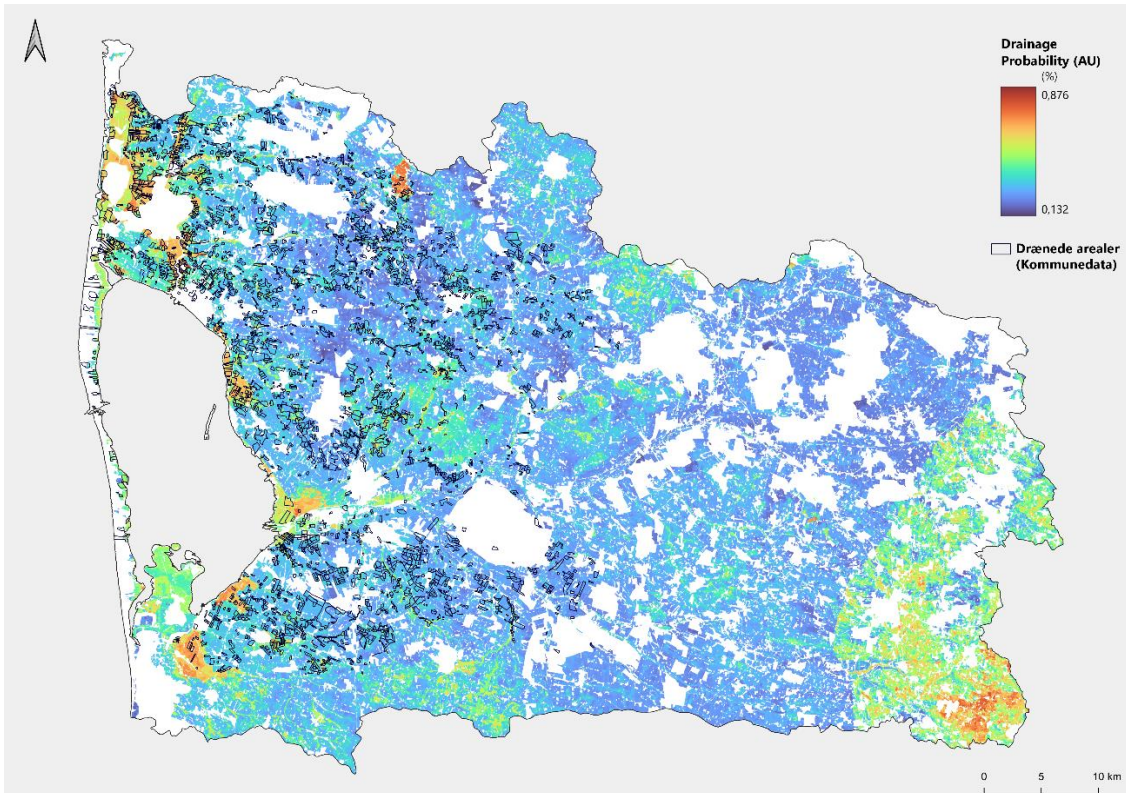 Drainage
Probability (AU)
(%)
0,876
0,132
Drænede arealer
(Kommunedata)
0 5 10 km